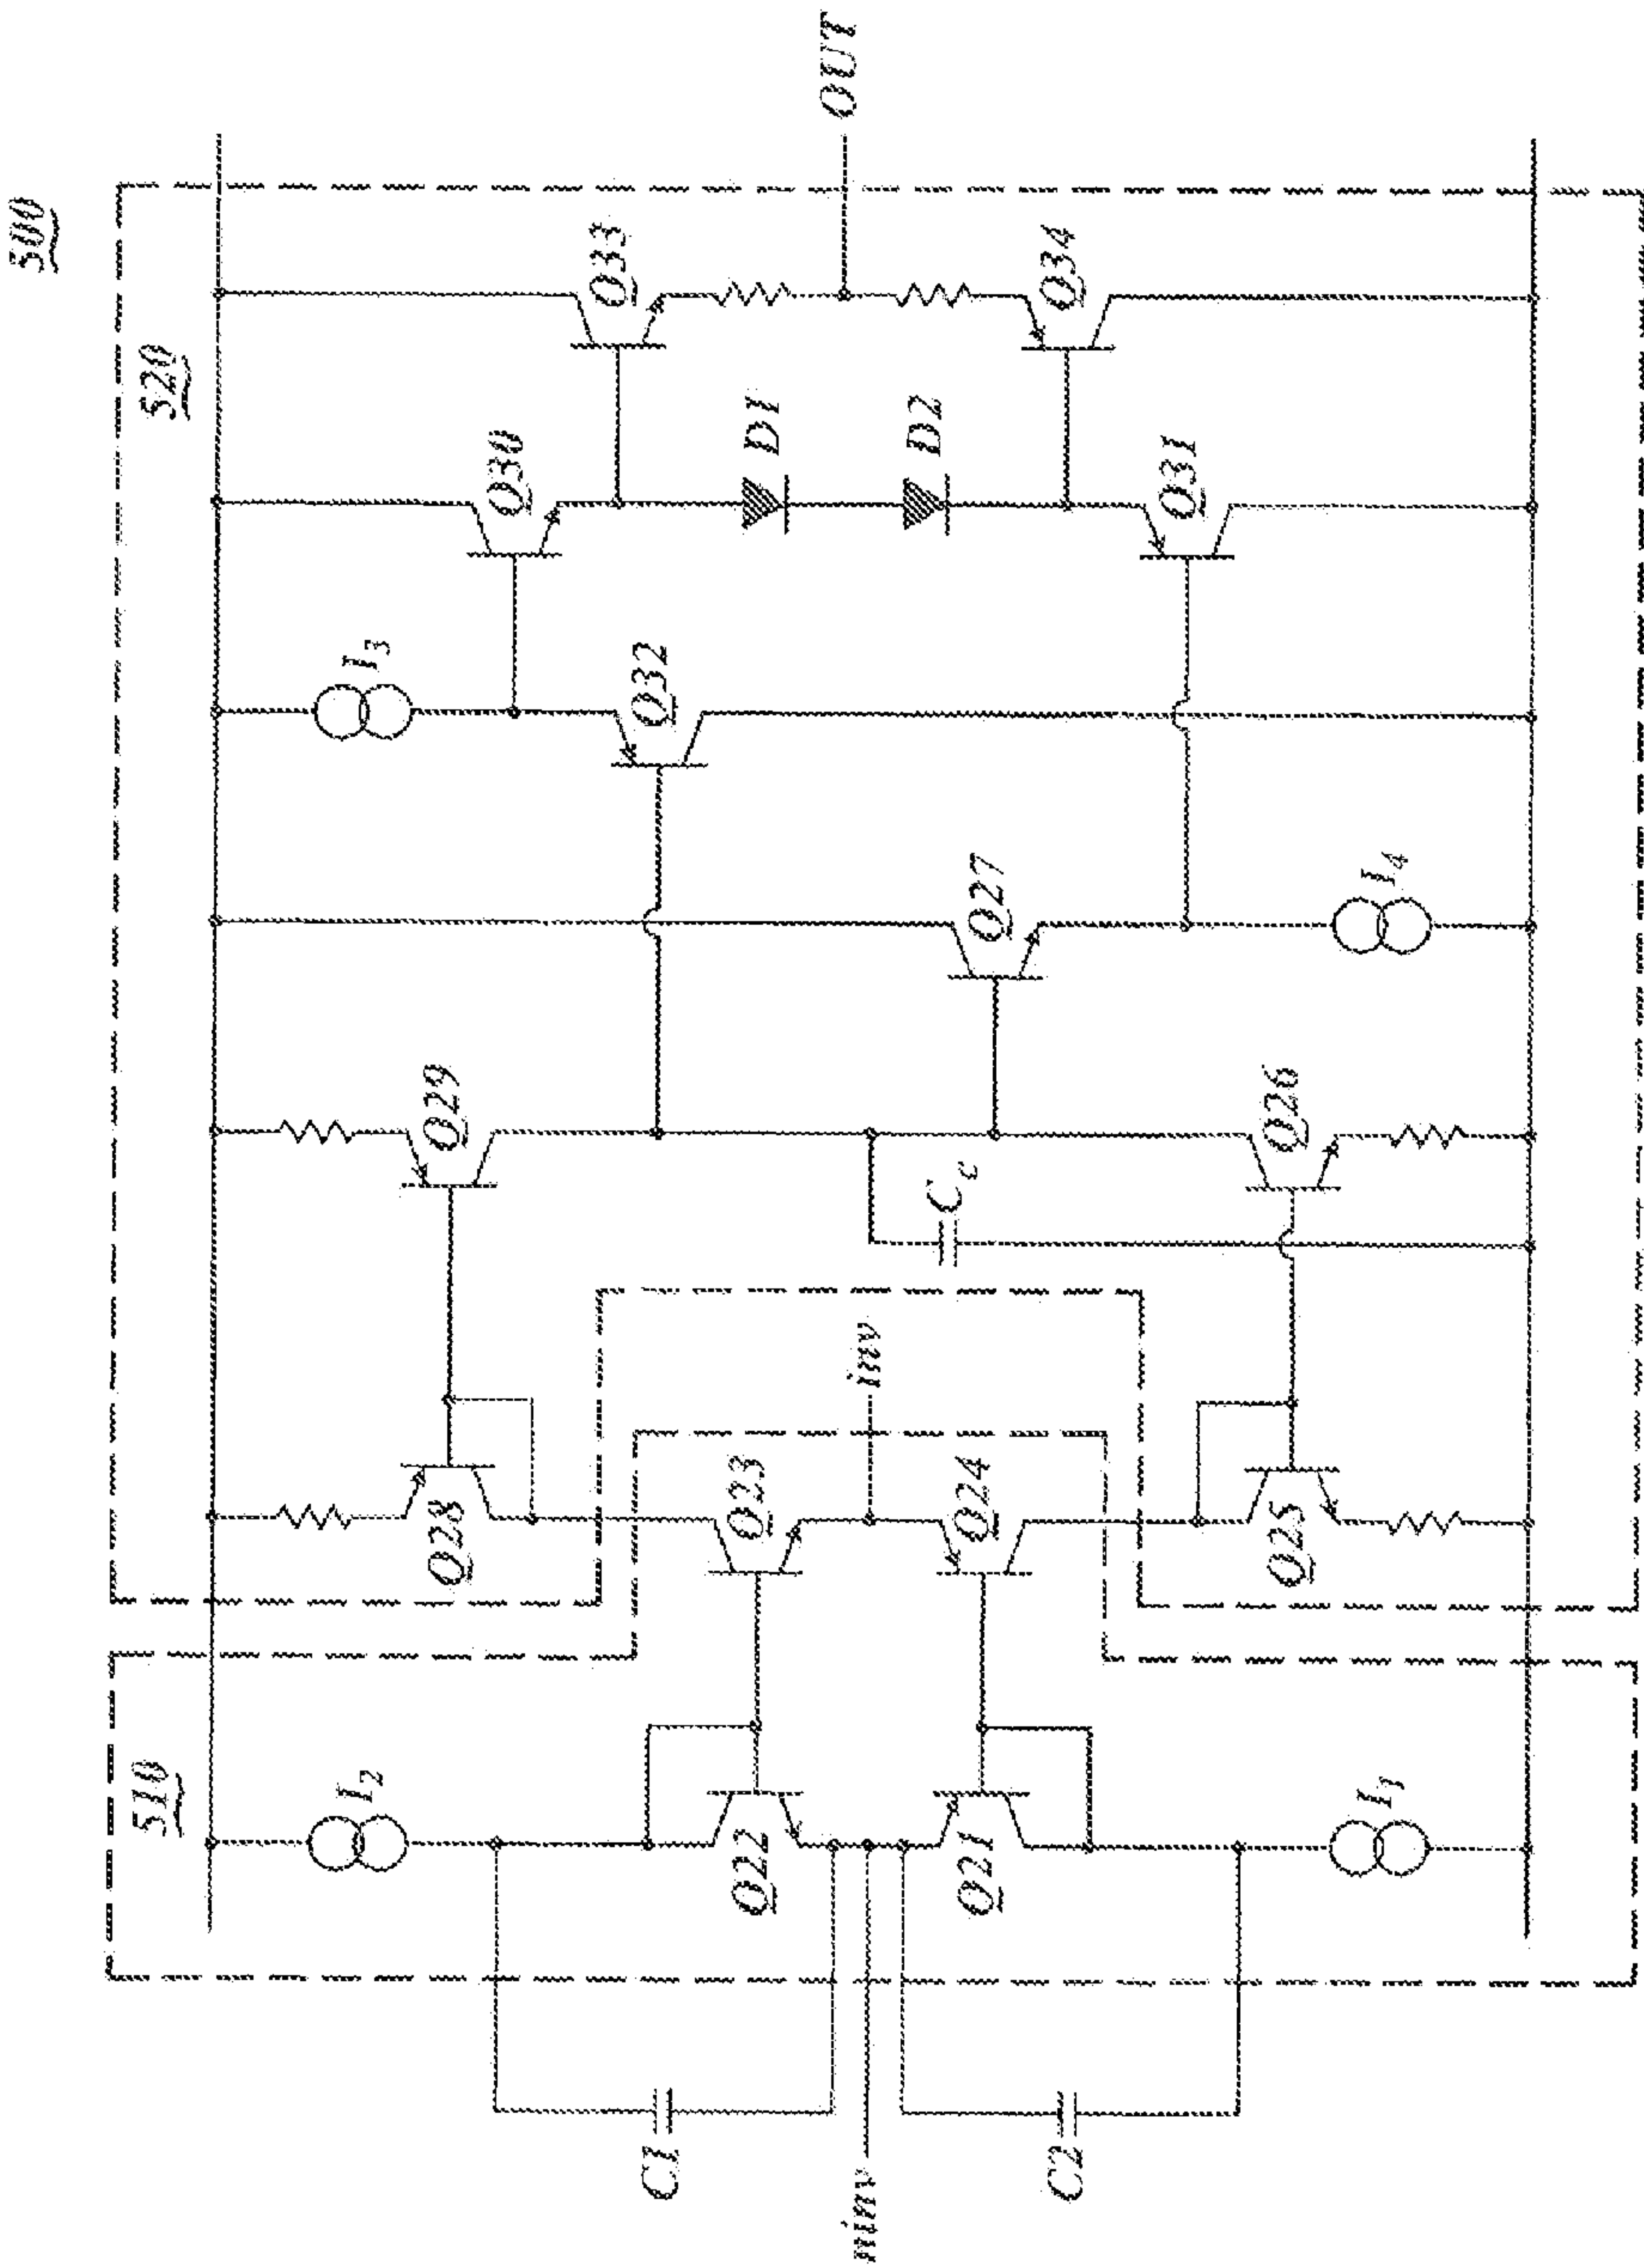 500
520
OUT
Q33
Q34
Q30
D1
D2
Q31
I3
Q32
Q27
I4
Q29
Q26
Cc
inv
Q28
Q23
Q24
Q25
510
I2
Q22
Q21
I1
C1
C2
ninv